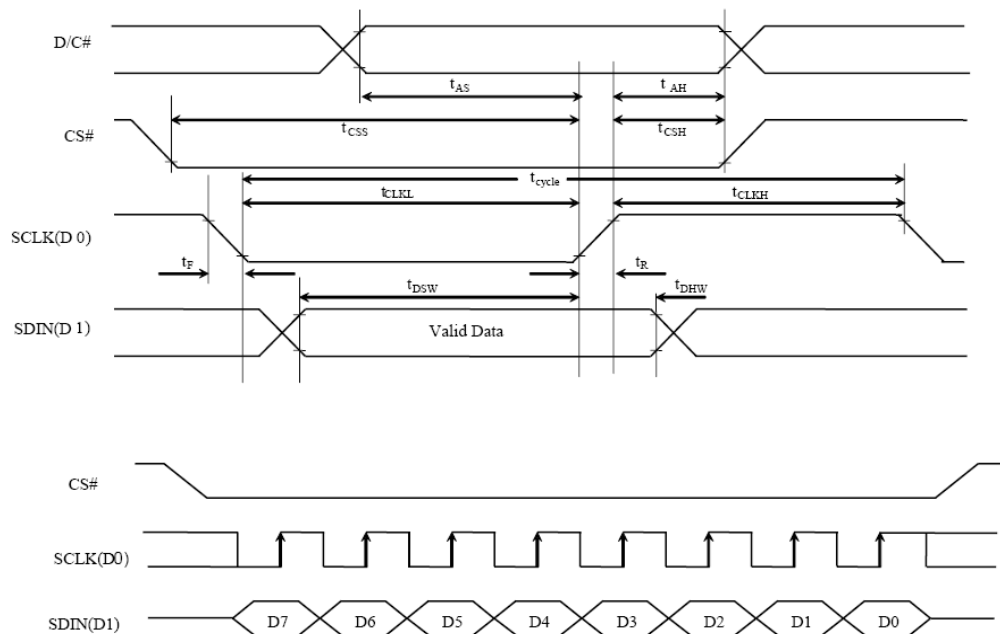 D/C#
tAS
tAH
CS#
tCSS
tCSH
tcycle
tCLKL
tCLKH
SCLK(D 0)
tF
tR
tDSW
tDHW
SDIN(D 1)
Valid Data
CS#
SCLK(D0)
SDIN(D1)
D7 D6 D5 D4 D3 D2 D1 D0